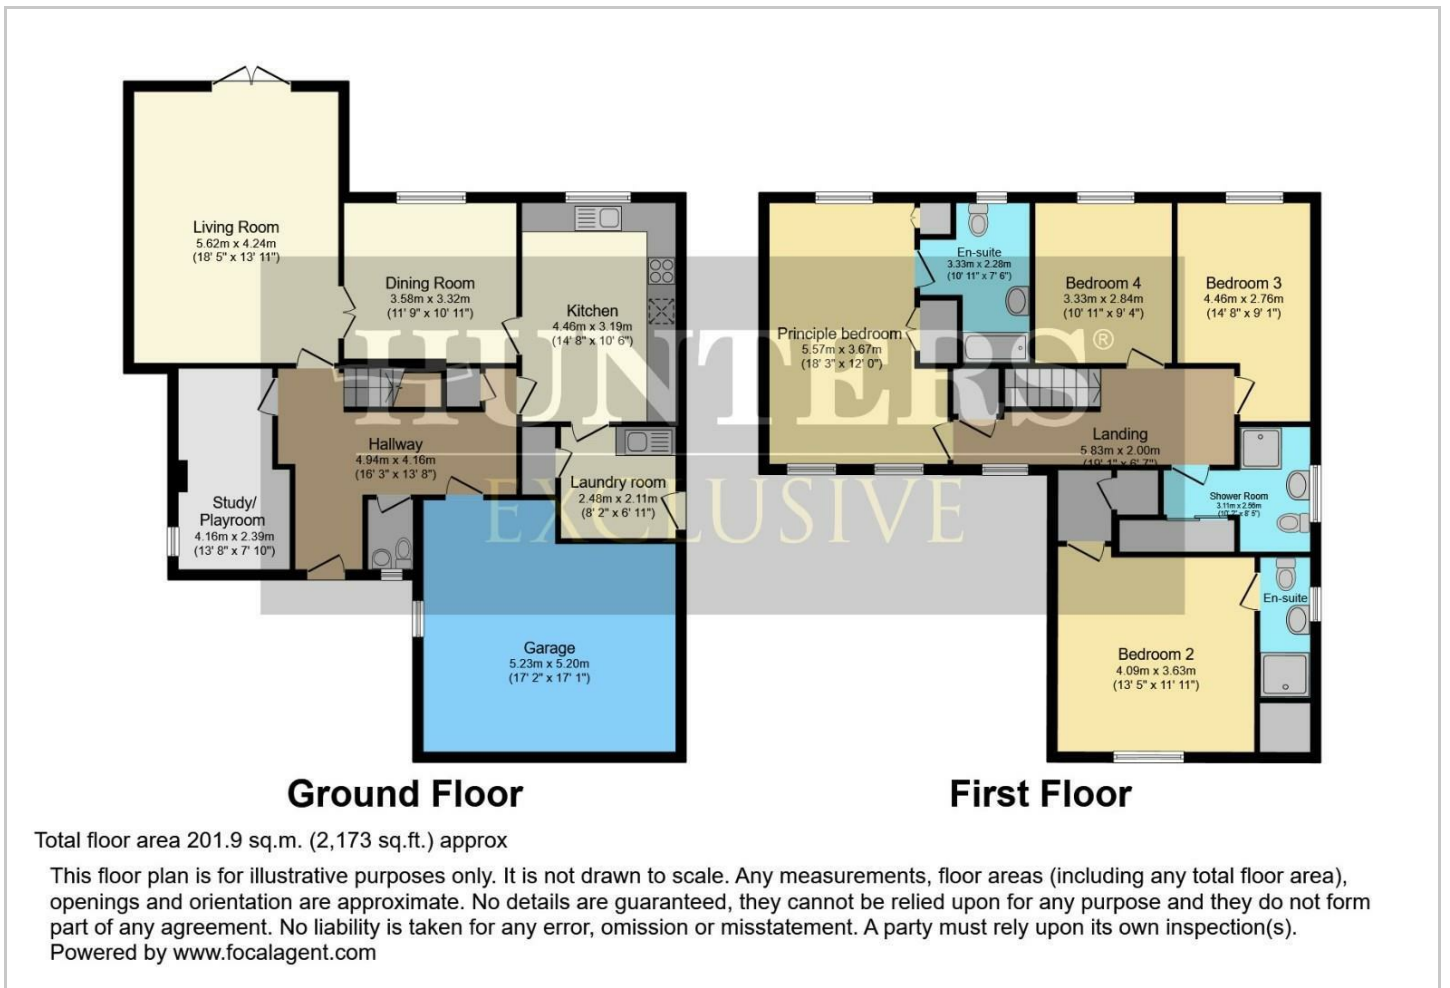 Living Room
5.62m x 4.24m
(18' 5" x 13' 11")
Dining Room
3.58m x 3.32m
(11' 9" x 10' 11")
Kitchen
4.46m x 3.19m
(14' 8" x 10' 6")
Hallway
4.94m x 4.16m
(16' 3" x 13' 8")
Study/
Playroom
4.16m x 2.39m
(13' 8" x 7' 10")
Laundry room
2.48m x 2.11m
(8' 2" x 6' 11")
Garage
5.23m x 5.20m
(17' 2" x 17' 1")
Ground Floor
Principle bedroom
5.57m x 3.67m
(18' 3" x 12' 0")
En-suite
3.33m x 2.28m
(10' 11" x 7' 6")
Bedroom 4
3.33m x 2.84m
(10' 11" x 9' 4")
Bedroom 3
4.46m x 2.76m
(14' 8" x 9' 1")
Landing
5.83m x 2.00m
(19' 1" x 6' 7")
Shower Room
3.11m x 2.56m
(10' 2" x 8' 5")
En-suite
Bedroom 2
4.09m x 3.63m
(13' 5" x 11' 11")
First Floor
HUNTERS®
EXCLUSIVE
Total floor area 201.9 sq.m. (2,173 sq.ft.) approx
This floor plan is for illustrative purposes only. It is not drawn to scale. Any measurements, floor areas (including any total floor area),
openings and orientation are approximate. No details are guaranteed, they cannot be relied upon for any purpose and they do not form
part of any agreement. No liability is taken for any error, omission or misstatement. A party must rely upon its own inspection(s).
Powered by www.focalagent.com